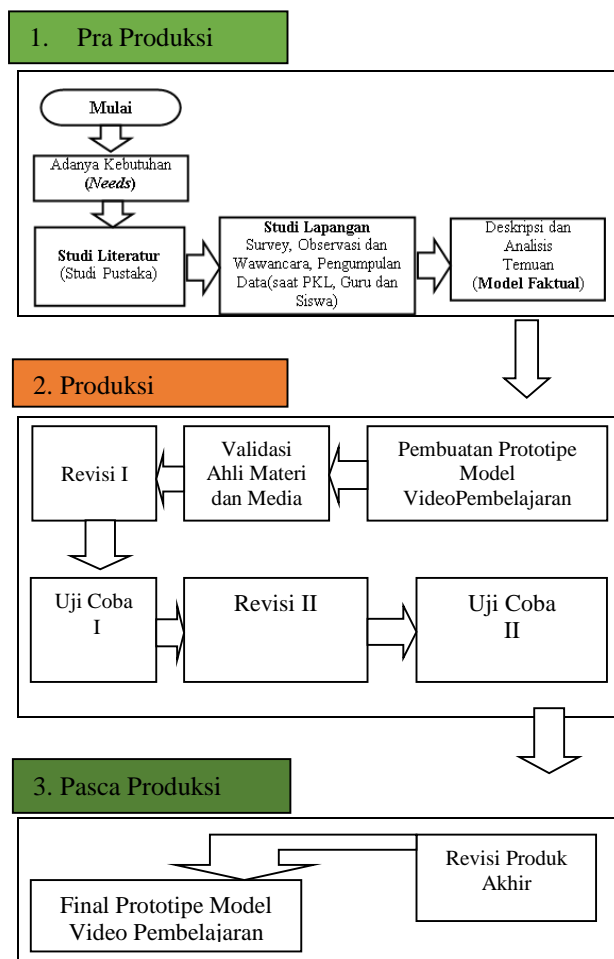 1. Pra Produksi
Mulai
Adanya Kebutuhan
(Needs)
Studi Literatur
(Studi Pustaka)
Studi Lapangan
Survey, Observasi dan
Wawancara, Pengumpulan
Data(saat PKL, Guru dan
Siswa)
Deskripsi dan
Analisis
Temuan
(Model Faktual)
2. Produksi
Pembuatan Prototipe
Model
VideoPembelajaran
Validasi
Ahli Materi
dan Media
Revisi I
Uji Coba
I
Revisi II
Uji Coba
II
3. Pasca Produksi
Revisi Produk
Akhir
Final Prototipe Model
Video Pembelajaran